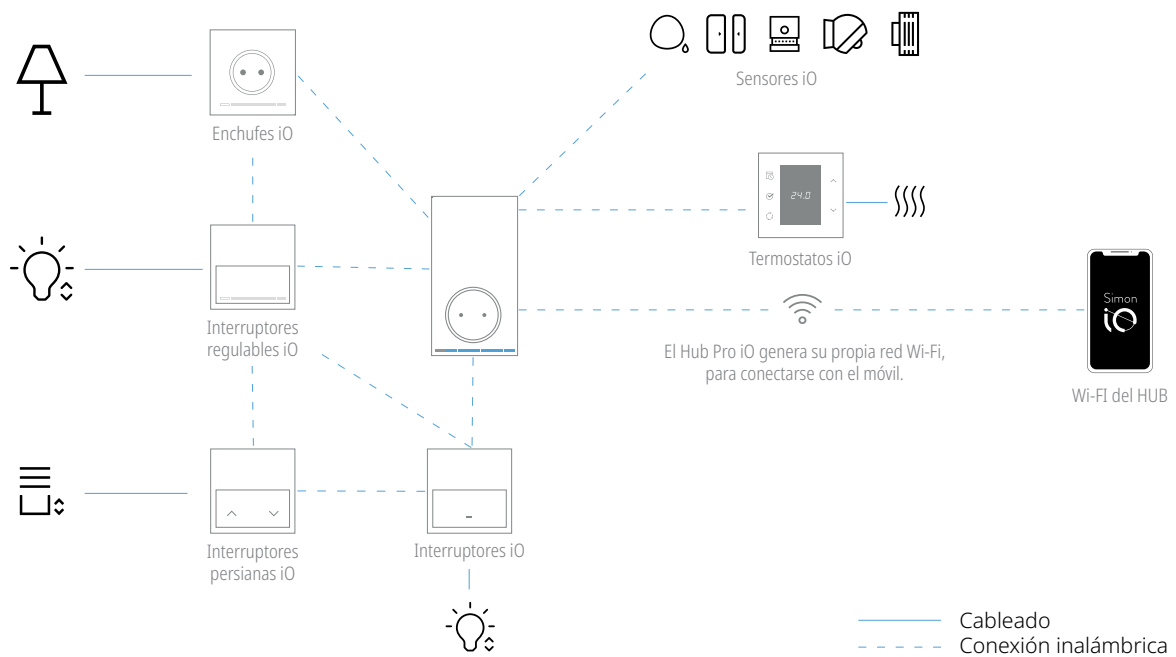 Sensores iO
Enchufes iO
24.0
Termostatos iO
Simon
iO
Interruptores
regulables iO
El Hub Pro iO genera su propia red Wi-Fi,
para conectarse con el móvil.
Wi-FI del HUB
Interruptores
persianas iO
Interruptores iO
Cableado
Conexión inalámbrica